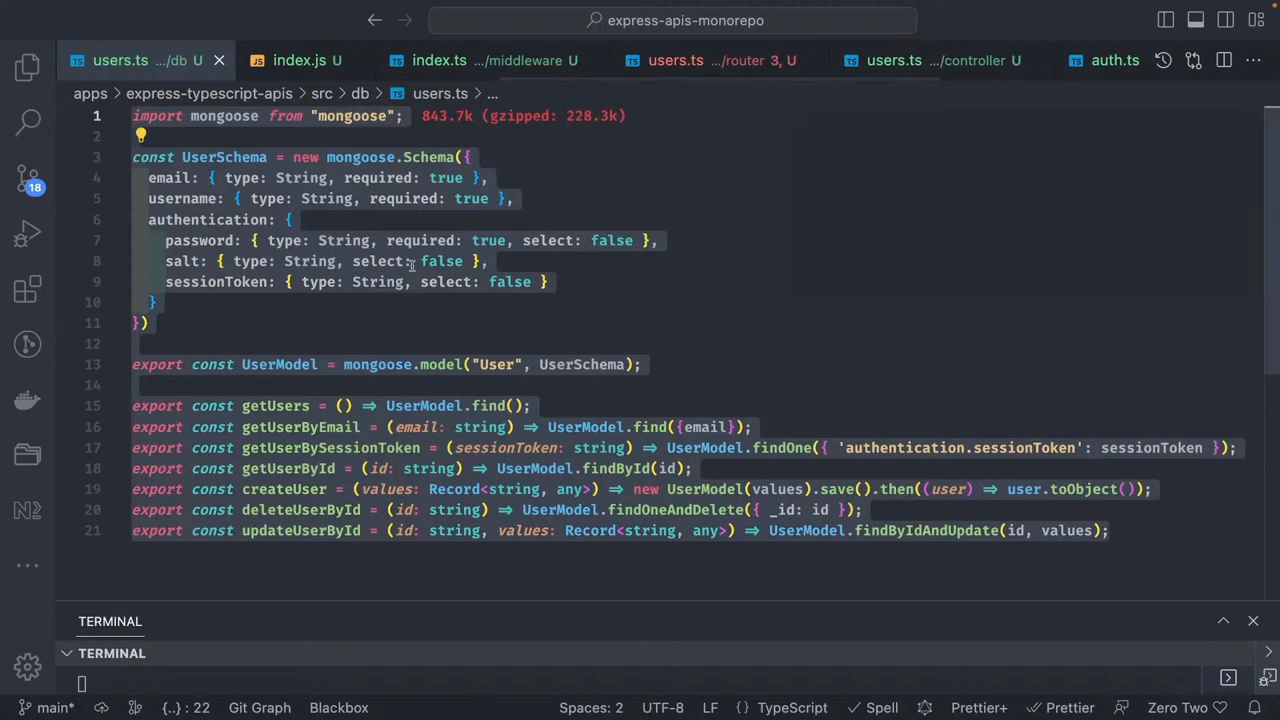 express-apis-monorepo
TS users.ts .../db U
JS index.js U
TS index.ts .../middleware U
TS users.ts .../router 3, U
TS users.ts .../controller U
TS auth.ts
apps > express-typescript-apis > src > db > TS users.ts > ...
1 import mongoose from "mongoose"; 843.7k (gzipped: 228.3k)
2
3 const UserSchema = new mongoose.Schema({
4 email: { type: String, required: true },
5 username: { type: String, required: true },
6 authentication: {
7 password: { type: String, required: true, select: false },
8 salt: { type: String, select: false },
9 sessionToken: { type: String, select: false }
10 }
11 })
12
13 export const UserModel = mongoose.model("User", UserSchema);
14
15 export const getUsers = () => UserModel.find();
16 export const getUserByEmail = (email: string) => UserModel.find({email});
17 export const getUserBySessionToken = (sessionToken: string) => UserModel.findOne({ 'authentication.sessionToken': sessionToken });
18 export const getUserById = (id: string) => UserModel.findById(id);
19 export const createUser = (values: Record<string, any>) => new UserModel(values).save().then((user) => user.toObject());
20 export const deleteUserById = (id: string) => UserModel.findOneAndDelete({ _id: id });
21 export const updateUserById = (id: string, values: Record<string, any>) => UserModel.findByIdAndUpdate(id, values);
18
TERMINAL
TERMINAL
main* {..} : 22 Git Graph Blackbox Spaces: 2 UTF-8 LF {} TypeScript Spell Prettier+ Prettier Zero Two